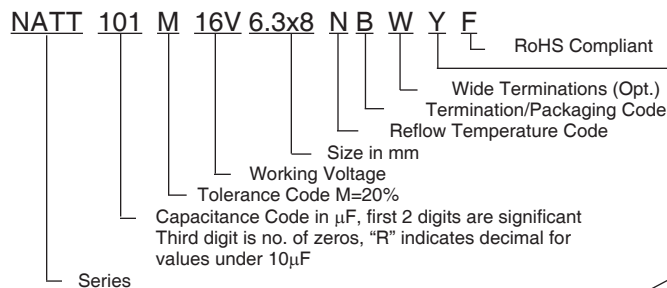 NATT 101 M 16V 6.3x8 N B W Y F
RoHS Compliant
Wide Terminations (Opt.)
Termination/Packaging Code
Reflow Temperature Code
Size in mm
Working Voltage
Tolerance Code M=20%
Capacitance Code in μF, first 2 digits are significant
Third digit is no. of zeros, “R” indicates decimal for
values under 10μF
Series